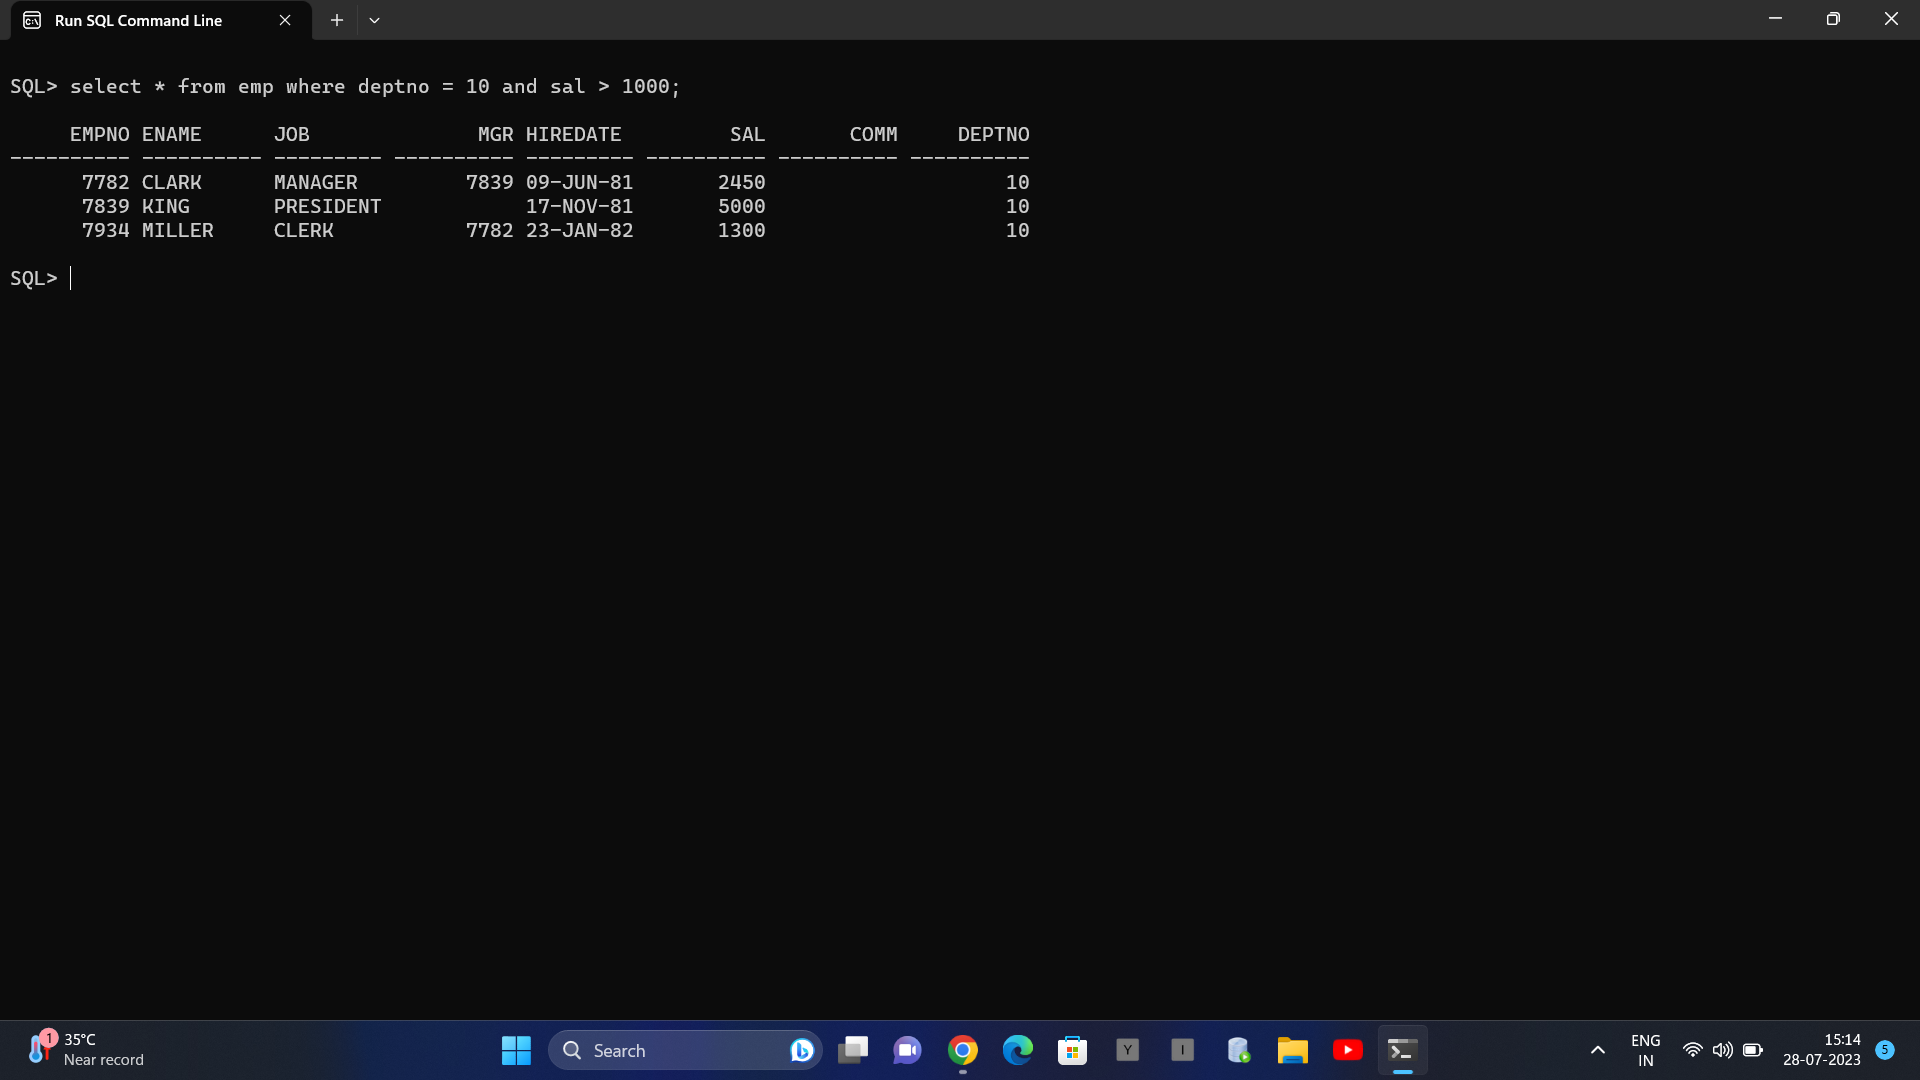 Run SQL Command Line
SQL> select * from emp where deptno = 10 and sal > 1000;
     EMPNO ENAME      JOB              MGR HIREDATE         SAL       COMM     DEPTNO
---------- ---------- --------- ---------- --------- ---------- ---------- ----------
      7782 CLARK      MANAGER         7839 09-JUN-81       2450                    10
      7839 KING       PRESIDENT            17-NOV-81       5000                    10
      7934 MILLER     CLERK           7782 23-JAN-82       1300                    10
SQL>
1
35°C
Near record
Search
Y
I
ENG
IN
15:14
28-07-2023
5